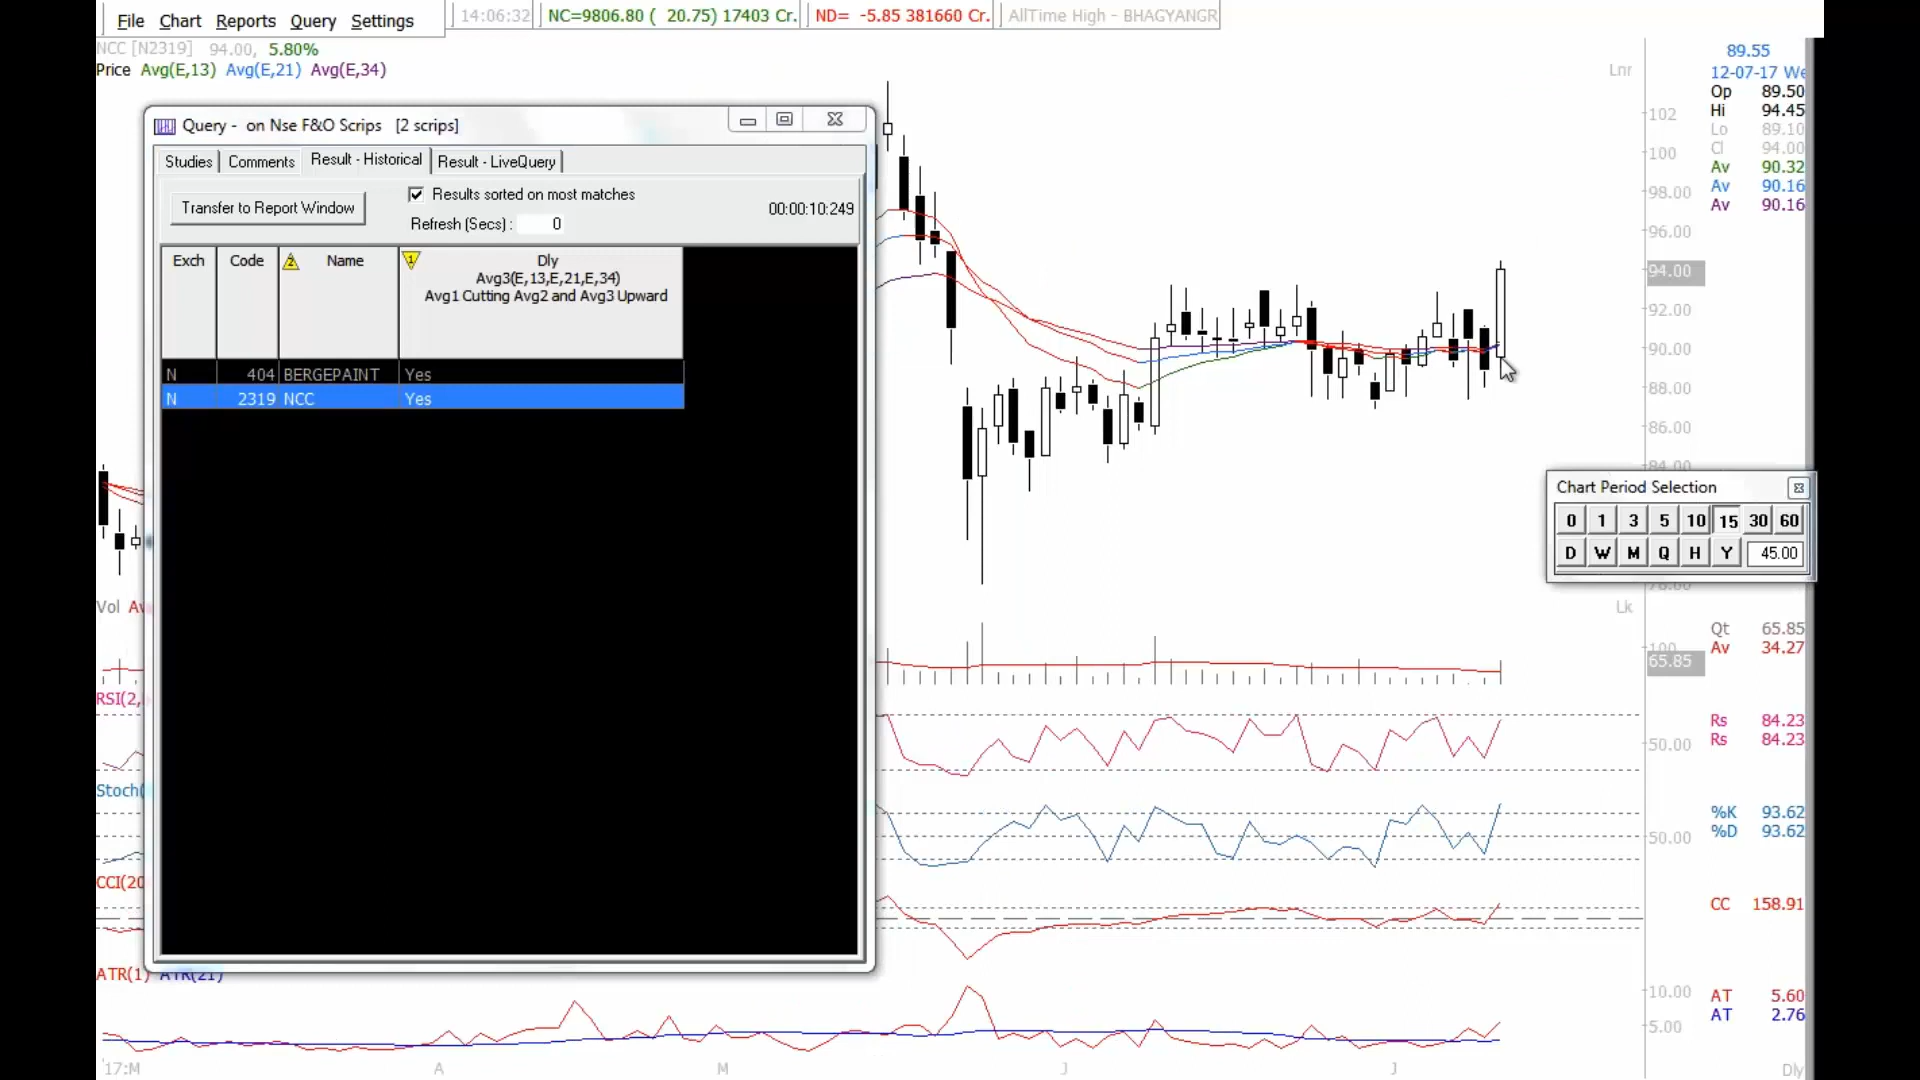 File Chart Reports Query Settings
14:06:32 NC=9806.80 ( 20.75) 17403 Cr. ND= -5.85 381660 Cr. AllTime High - BHAGYANGR
NCC [N2319] 94.00, 5.80%
Price Avg(E,13) Avg(E,21) Avg(E,34)
Lnr
89.55
12-07-17 We
Op 89.50
Hi 94.45
Lo 89.10
Cl 94.00
Av 90.32
Av 90.16
Av 90.16
Query - on Nse F&O Scrips [2 scrips]
Studies Comments Result - Historical Result - LiveQuery
Transfer to Report Window
Results sorted on most matches
Refresh (Secs) : 0
00:00:10:249
Exch Code 2 Name 1 Dly
Avg3(E,13,E,21,E,34)
Avg1 Cutting Avg2 and Avg3 Upward
N 404 BERGEPAINT Yes
N 2319 NCC Yes
102
100
98.00
96.00
94.00
92.00
90.00
88.00
86.00
84.00
Chart Period Selection
0 1 3 5 10 15 30 60
D W M Q H Y 45.00
Vol Av
Lk
100
65.85
Qt 65.85
Av 34.27
RSI(2,
50.00
Rs 84.23
Rs 84.23
Stoch(
50.00
%K 93.62
%D 93.62
CCI(20
CC 158.91
ATR(1) ATR(21)
10.00
5.00
AT 5.60
AT 2.76
17:M A M J J Dly